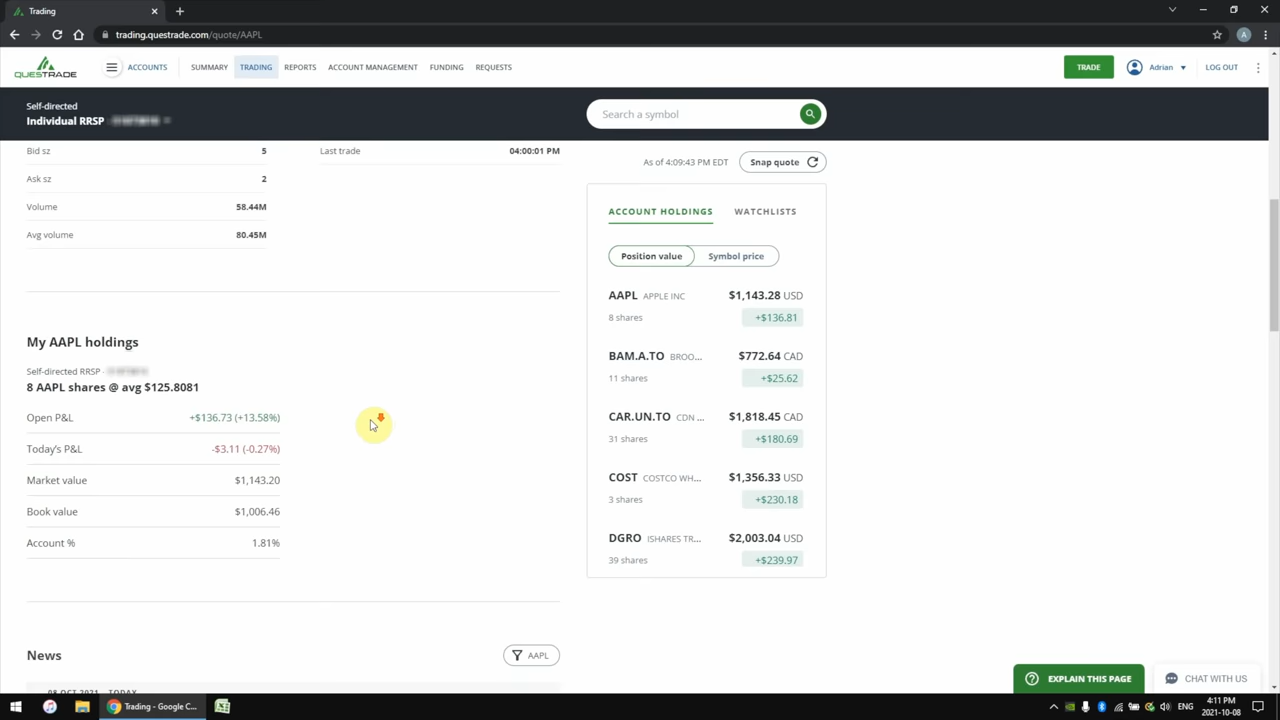 Trading
trading.questrade.com/quote/AAPL
A
QUESTRADE
ACCOUNTS
SUMMARY
TRADING
REPORTS
ACCOUNT MANAGEMENT
FUNDING
REQUESTS
TRADE
Adrian
LOG OUT
Self-directed
Individual RRSP
Search a symbol
Bid sz 5
Last trade 04:00:01 PM
Ask sz 2
Volume 58.44M
Avg volume 80.45M
As of 4:09:43 PM EDT
Snap quote
ACCOUNT HOLDINGS
WATCHLISTS
Position value
Symbol price
AAPL APPLE INC $1,143.28 USD
8 shares +$136.81
BAM.A.TO BROO... $772.64 CAD
11 shares +$25.62
CAR.UN.TO CDN ... $1,818.45 CAD
31 shares +$180.69
COST COSTCO WH... $1,356.33 USD
3 shares +$230.18
DGRO ISHARES TR... $2,003.04 USD
39 shares +$239.97
My AAPL holdings
Self-directed RRSP -
8 AAPL shares @ avg $125.8081
Open P&L +$136.73 (+13.58%)
Today's P&L -$3.11 (-0.27%)
Market value $1,143.20
Book value $1,006.46
Account % 1.81%
News
AAPL
08 OCT 2021 - TODAY
EXPLAIN THIS PAGE
CHAT WITH US
Trading - Google C...
ENG
4:11 PM
2021-10-08